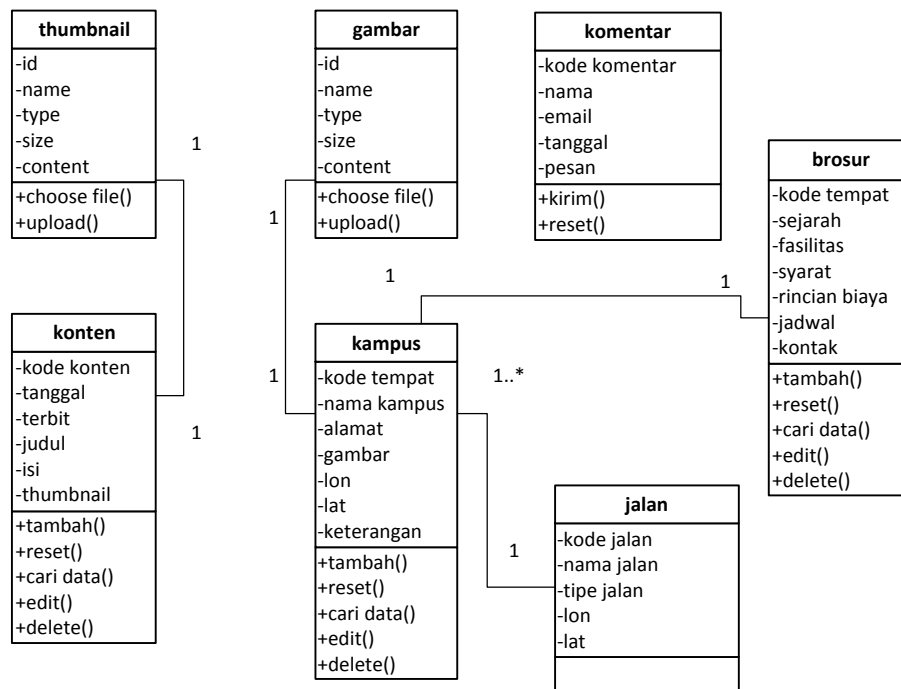 thumbnail
-id
-name
-type
-size
-content
+choose file()
+upload()
1
1
konten
-kode konten
-tanggal
-terbit
-judul
-isi
-thumbnail
+tambah()
+reset()
+cari data()
+edit()
+delete()
gambar
-id
-name
-type
-size
-content
+choose file()
+upload()
1
1
kampus
-kode tempat
-nama kampus
-alamat
-gambar
-lon
-lat
-keterangan
+tambah()
+reset()
+cari data()
+edit()
+delete()
komentar
-kode komentar
-nama
-email
-tanggal
-pesan
+kirim()
+reset()
1
1
brosur
-kode tempat
-sejarah
-fasilitas
-syarat
-rincian biaya
-jadwal
-kontak
+tambah()
+reset()
+cari data()
+edit()
+delete()
1..*
1
jalan
-kode jalan
-nama jalan
-tipe jalan
-lon
-lat